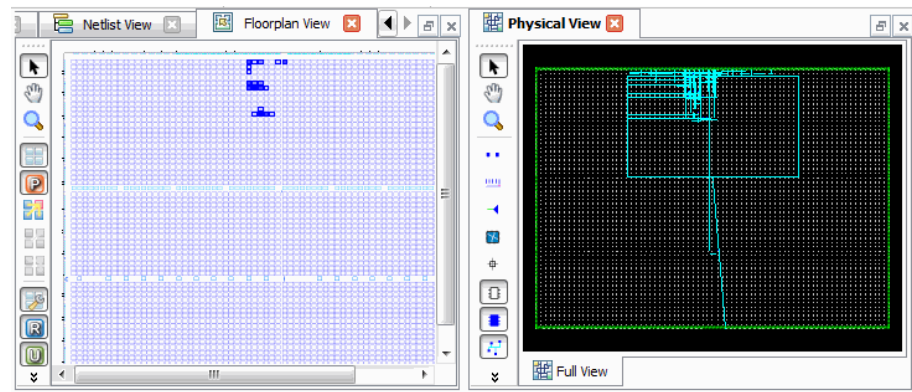 Netlist View
Floorplan View
Physical View
P
R
U
Full View